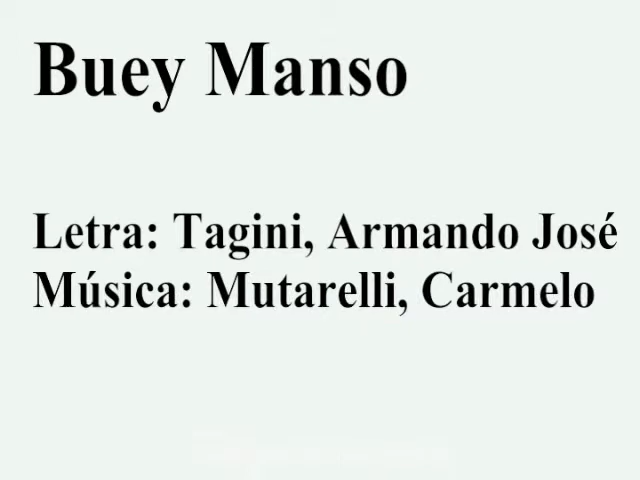 Buey Manso
Letra: Tagini, Armando José
Música: Mutarelli, Carmelo